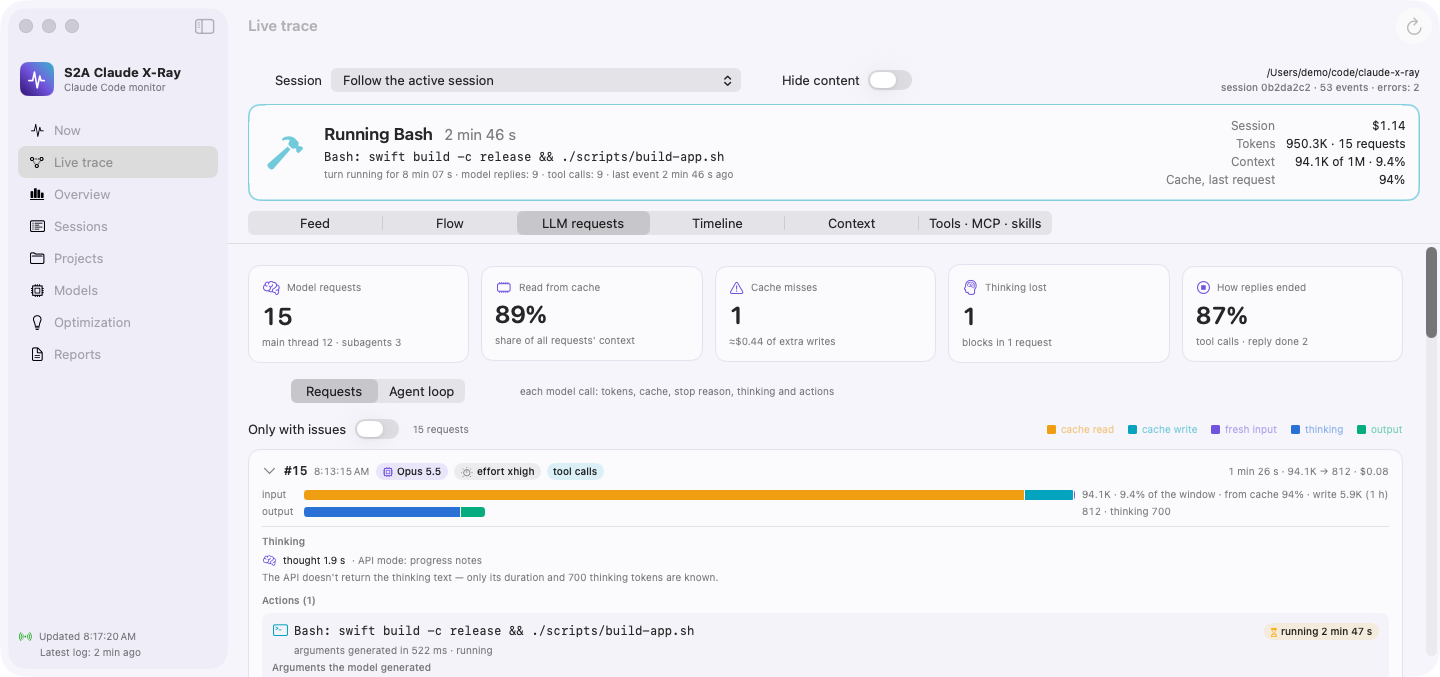 Live trace
S2A Claude X-Ray
Claude Code monitor
Now
Live trace
Overview
Sessions
Projects
Models
Optimization
Reports
Updated 8:17:20 AM
Latest log: 2 min ago
Session
Follow the active session
Hide content
/Users/demo/code/claude-x-ray
session 0b2da2c2 · 53 events · errors: 2
Running Bash 2 min 46 s
Bash: swift build -c release && ./scripts/build-app.sh
turn running for 8 min 07 s · model replies: 9 · tool calls: 9 · last event 2 min 46 s ago
Session $1.14
Tokens 950.3K · 15 requests
Context 94.1K of 1M · 9.4%
Cache, last request 94%
Feed Flow LLM requests Timeline Context Tools · MCP · skills
Model requests
15
main thread 12 · subagents 3
Read from cache
89%
share of all requests' context
Cache misses
1
≈$0.44 of extra writes
Thinking lost
1
blocks in 1 request
How replies ended
87%
tool calls · reply done 2
Requests Agent loop each model call: tokens, cache, stop reason, thinking and actions
Only with issues 15 requests cache read cache write fresh input thinking output
#15 8:13:15 AM Opus 5.5 effort xhigh tool calls 1 min 26 s · 94.1K → 812 · $0.08
input 94.1K · 9.4% of the window · from cache 94% · write 5.9K (1 h)
output 812 · thinking 700
Thinking
thought 1.9 s · API mode: progress notes
The API doesn't return the thinking text — only its duration and 700 thinking tokens are known.
Actions (1)
Bash: swift build -c release && ./scripts/build-app.sh running 2 min 47 s
arguments generated in 522 ms · running
Arguments the model generated